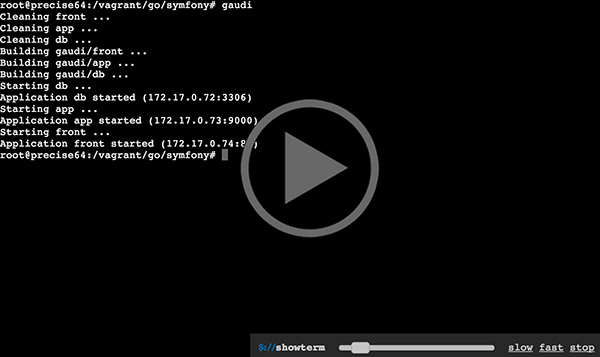 root@precise64:/vagrant/go/symfony# gaudi
Cleaning front ...
Cleaning app ...
Cleaning db ...
Building gaudi/front ...
Building gaudi/app ...
Building gaudi/db ...
Starting db ...
Application db started (172.17.0.72:3306)
Starting app ...
Application app started (172.17.0.73:9000)
Starting front ...
Application front started (172.17.0.74:8 )
root@precise64:/vagrant/go/symfony#
$://showterm
slow fast stop